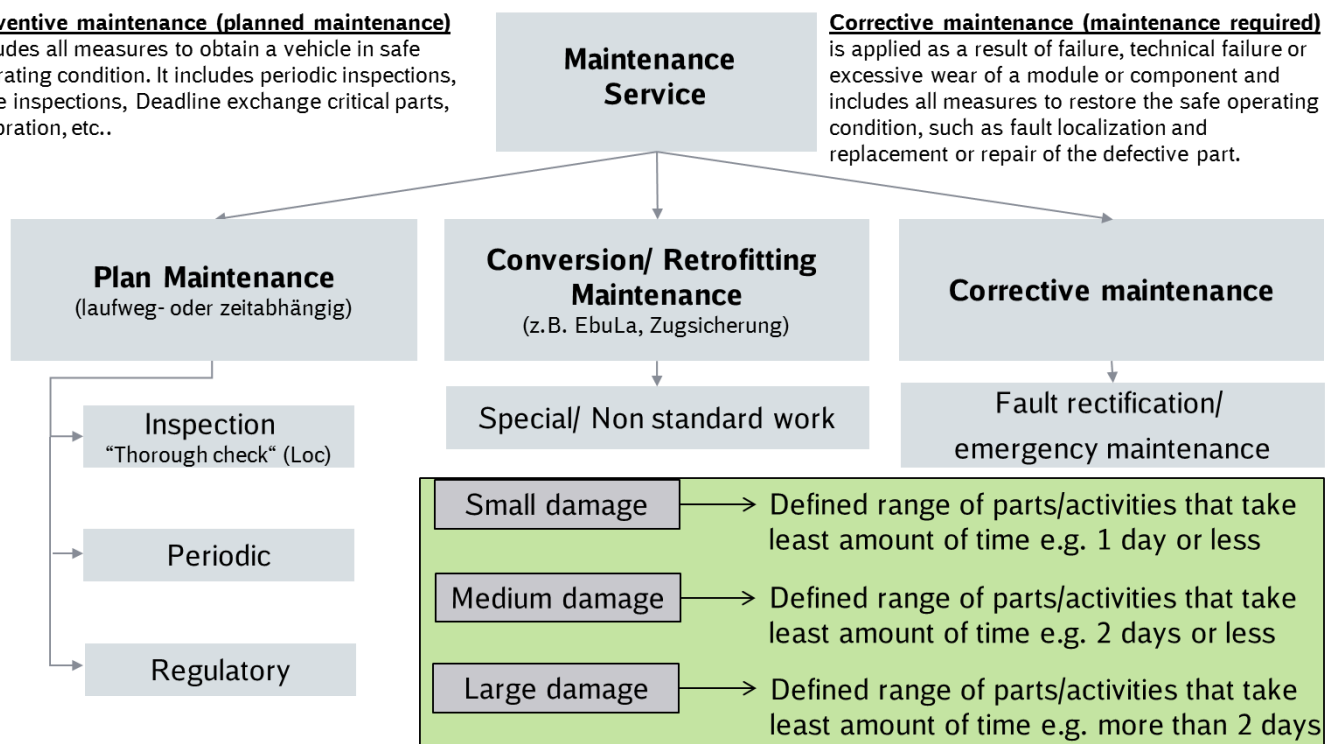 ventive maintenance (planned maintenance)
udes all measures to obtain a vehicle in safe
rating condition. It includes periodic inspections,
e inspections, Deadline exchange critical parts,
bration, etc..
Maintenance
Service
Corrective maintenance (maintenance required)
is applied as a result of failure, technical failure or
excessive wear of a module or component and
includes all measures to restore the safe operating
condition, such as fault localization and
replacement or repair of the defective part.
Plan Maintenance
(laufweg- oder zeitabhängig)
Conversion/ Retrofitting
Maintenance
(z.B. EbuLa, Zugsicherung)
Corrective maintenance
Inspection
“Thorough check“ (Loc)
Periodic
Regulatory
Special/ Non standard work
Fault rectification/
emergency maintenance
Small damage
Defined range of parts/activities that take
least amount of time e.g. 1 day or less
Medium damage
Defined range of parts/activities that take
least amount of time e.g. 2 days or less
Large damage
Defined range of parts/activities that take
least amount of time e.g. more than 2 days